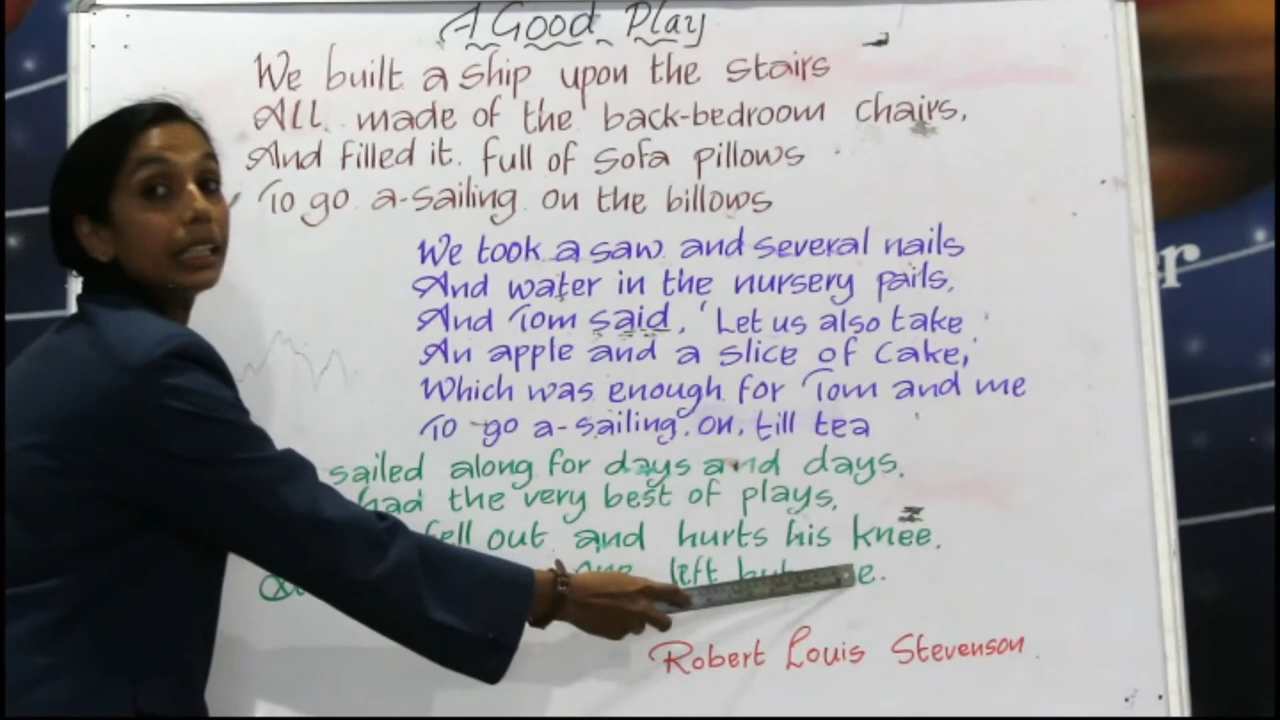 A Good Play
We built a ship upon the stairs
All made of the back-bedroom chairs,
And filled it full of sofa pillows
To go a-sailing on the billows
We took a saw and several nails
And water in the nursery pails,
And Tom said, 'Let us also take
An apple and a slice of cake,'
Which was enough for Tom and me
To go a-sailing on, till tea
sailed along for days and days,
had the very best of plays,
fell out and hurts his knee,
left
Robert Louis Stevenson
r